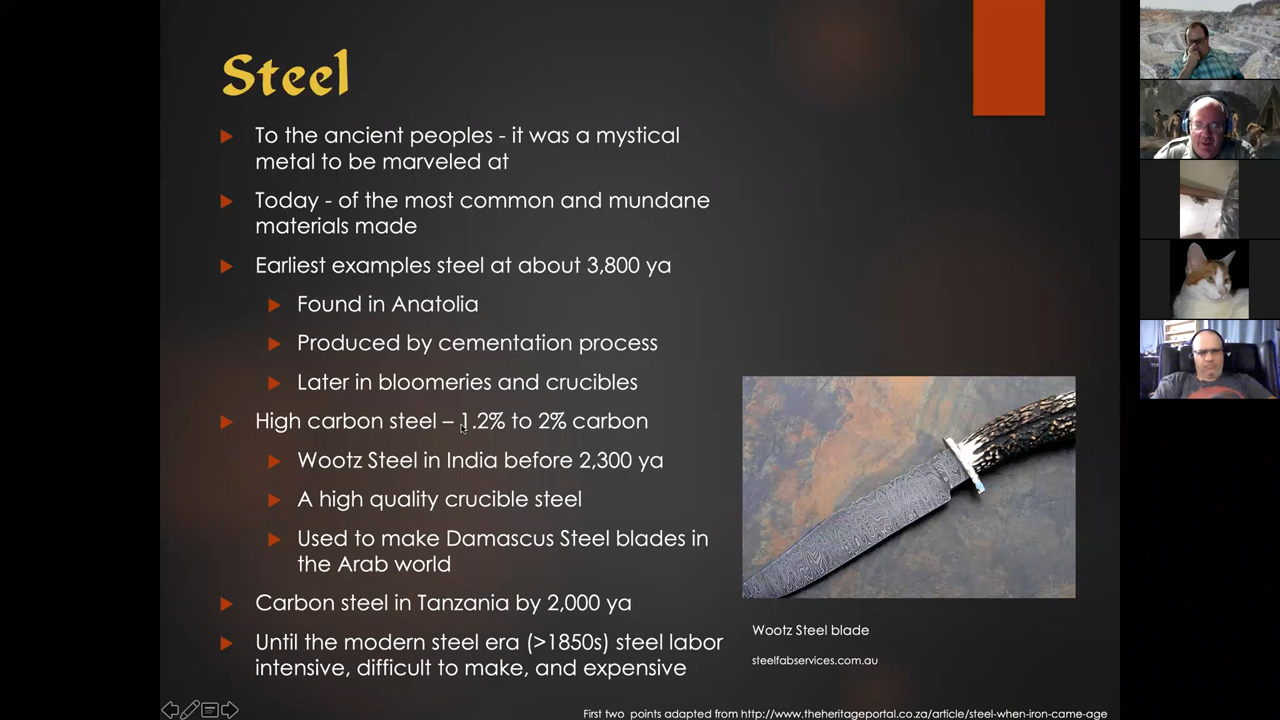 Steel
To the ancient peoples - it was a mystical
metal to be marveled at
Today - of the most common and mundane
materials made
Earliest examples steel at about 3,800 ya
Found in Anatolia
Produced by cementation process
Later in bloomeries and crucibles
High carbon steel – 1.2% to 2% carbon
Wootz Steel in India before 2,300 ya
A high quality crucible steel
Used to make Damascus Steel blades in
the Arab world
Carbon steel in Tanzania by 2,000 ya
Until the modern steel era (>1850s) steel labor
intensive, difficult to make, and expensive
Wootz Steel blade
steelfabservices.com.au
First two points adapted from http://www.theheritageportal.co.za/article/steel-when-iron-came-age